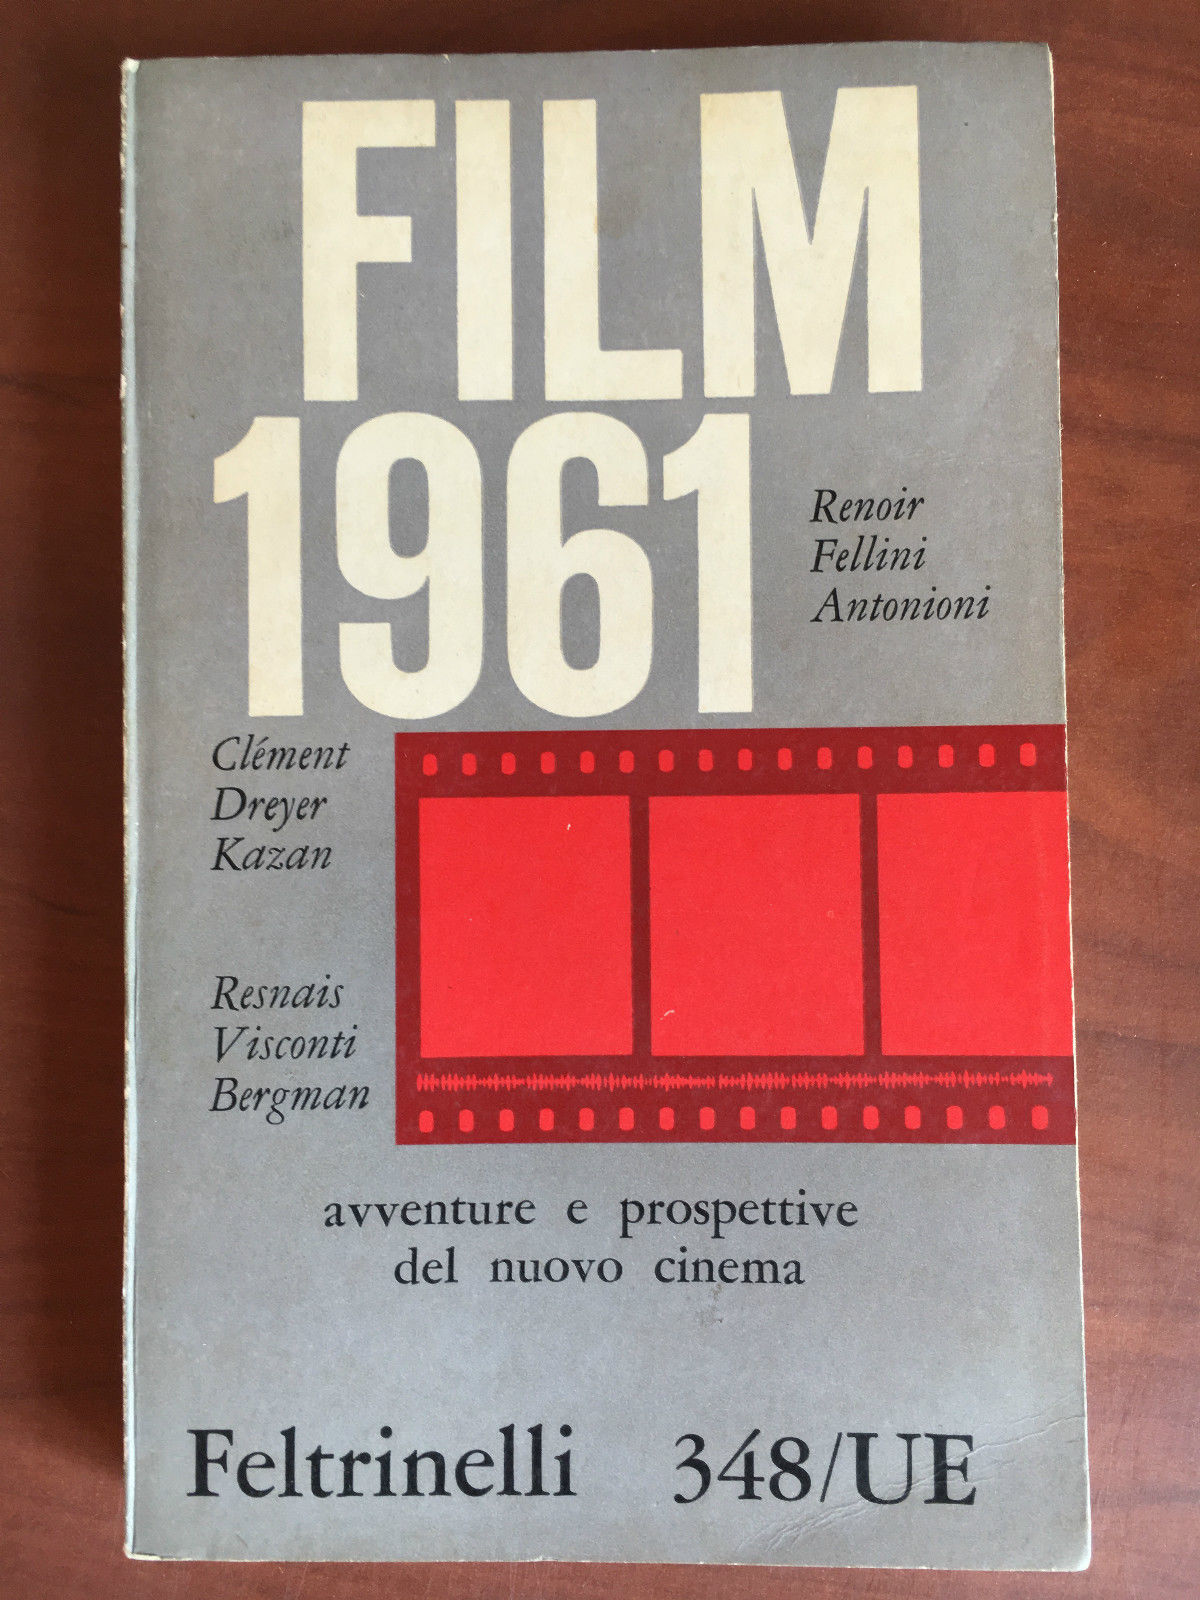 FILM
1961
Renoir
Fellini
Antonioni
Clément
Dreyer
Kazan
Resnais
Visconti
Bergman
avventure e prospettive
del nuovo cinema
Feltrinelli 348/UE